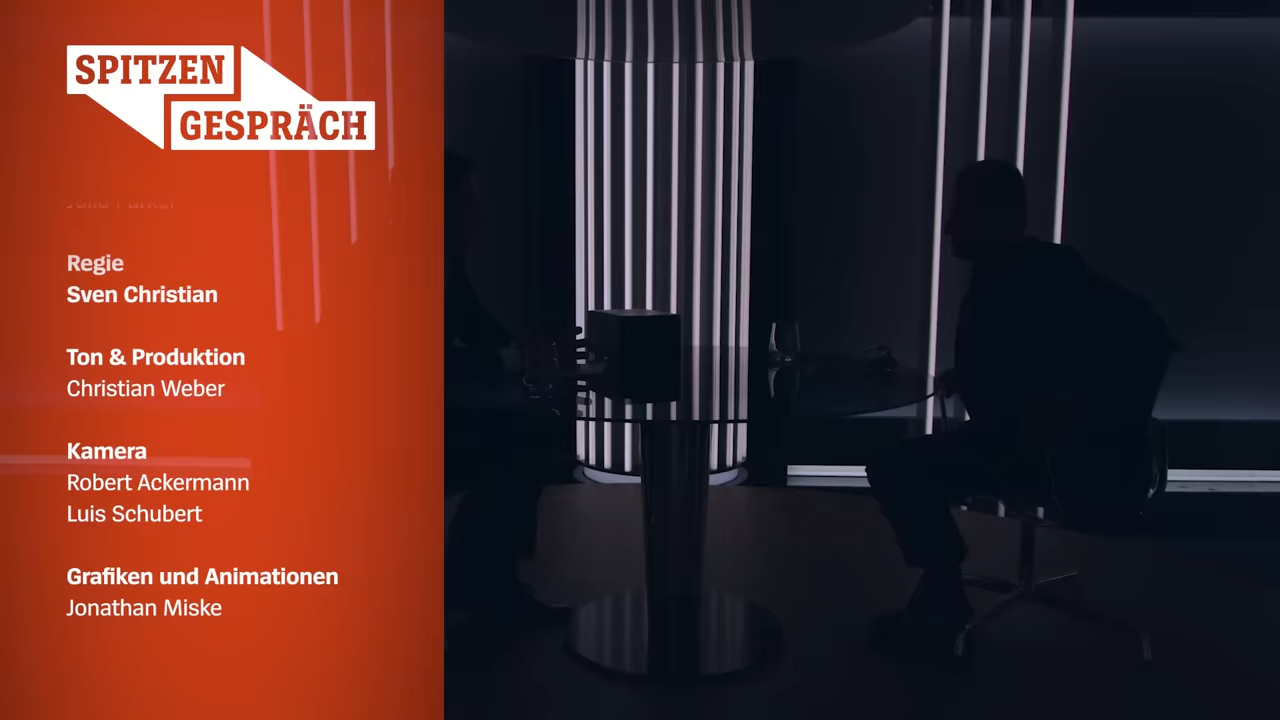 SPITZEN
GESPRÄCH
Regie
Sven Christian
Ton & Produktion
Christian Weber
Kamera
Robert Ackermann
Luis Schubert
Grafiken und Animationen
Jonathan Miske